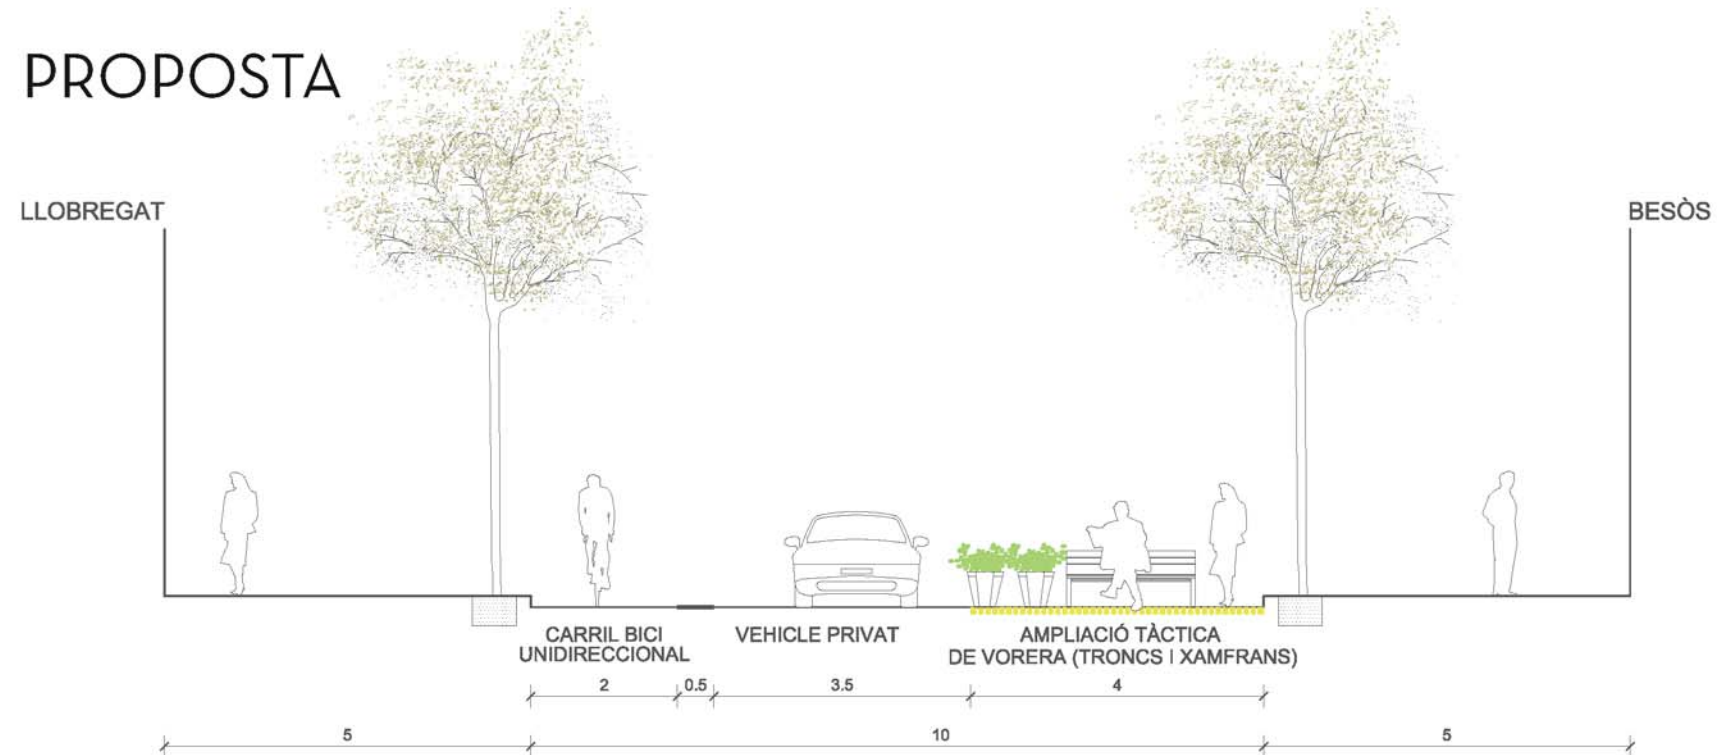 PROPOSTA
LLOBREGAT
BESÒS
CARRIL BICI
UNIDIRECCIONAL
VEHICLE PRIVAT
AMPLIACIÓ TÀCTICA
DE VORERA (TRONCS I XAMFRANS)
2
0.5
3.5
4
5
10
5